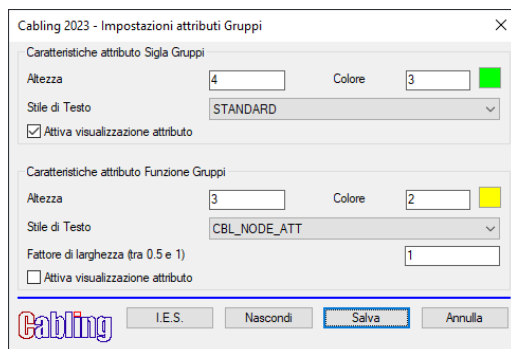 Cabling 2023 - Impostazioni attributi Gruppi
Caratteristiche attributo Sigla Gruppi
Altezza 4 Colore 3
Stile di Testo STANDARD
Attiva visualizzazione attributo
Caratteristiche attributo Funzione Gruppi
Altezza 3 Colore 2
Stile di Testo CBL_NODE_ATT
Fattore di larghezza (tra 0.5 e 1) 1
Attiva visualizzazione attributo
Cabling I.E.S. Nascondi Salva Annulla